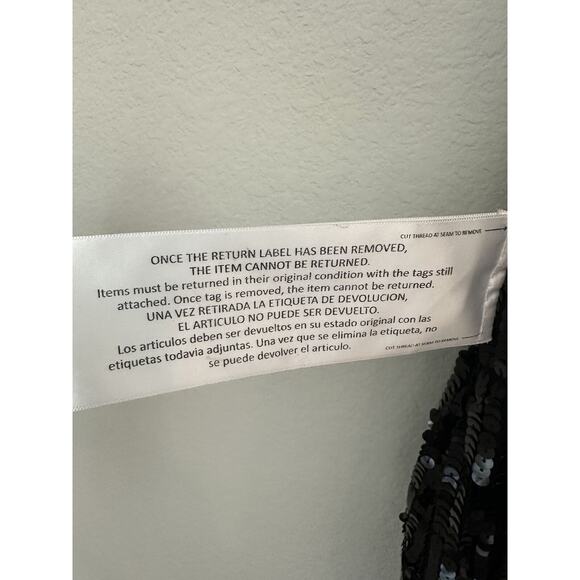 CUT THREAD AT SEAM TO REMOVE
ONCE THE RETURN LABEL HAS BEEN REMOVED,
THE ITEM CANNOT BE RETURNED.
Items must be returned in their original condition with the tags still
attached. Once tag is removed, the item cannot be returned.
UNA VEZ RETIRADA LA ETIQUETA DE DEVOLUCION,
EL ARTICULO NO PUEDE SER DEVUELTO.
Los articulos deben ser devueltos en su estado original con las
etiquetas todavia adjuntas. Una vez que se elimina la etiqueta, no
se puede devolver el articulo.
CUT THREAD AT SEAM TO REMOVE